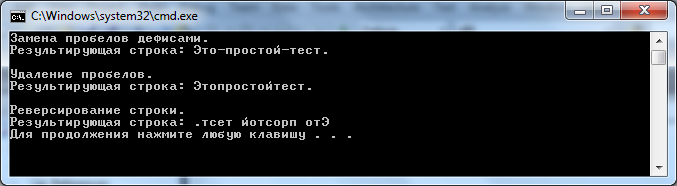 C:\Windows\system32\cmd.exe
Замена пробелов дефисами.
Результирующая строка: Это-простой-тест.
Удаление пробелов.
Результирующая строка: Этопростойтест.
Реверсирование строки.
Результирующая строка: .тсет йотсорп отЭ
Для продолжения нажмите любую клавишу . . .